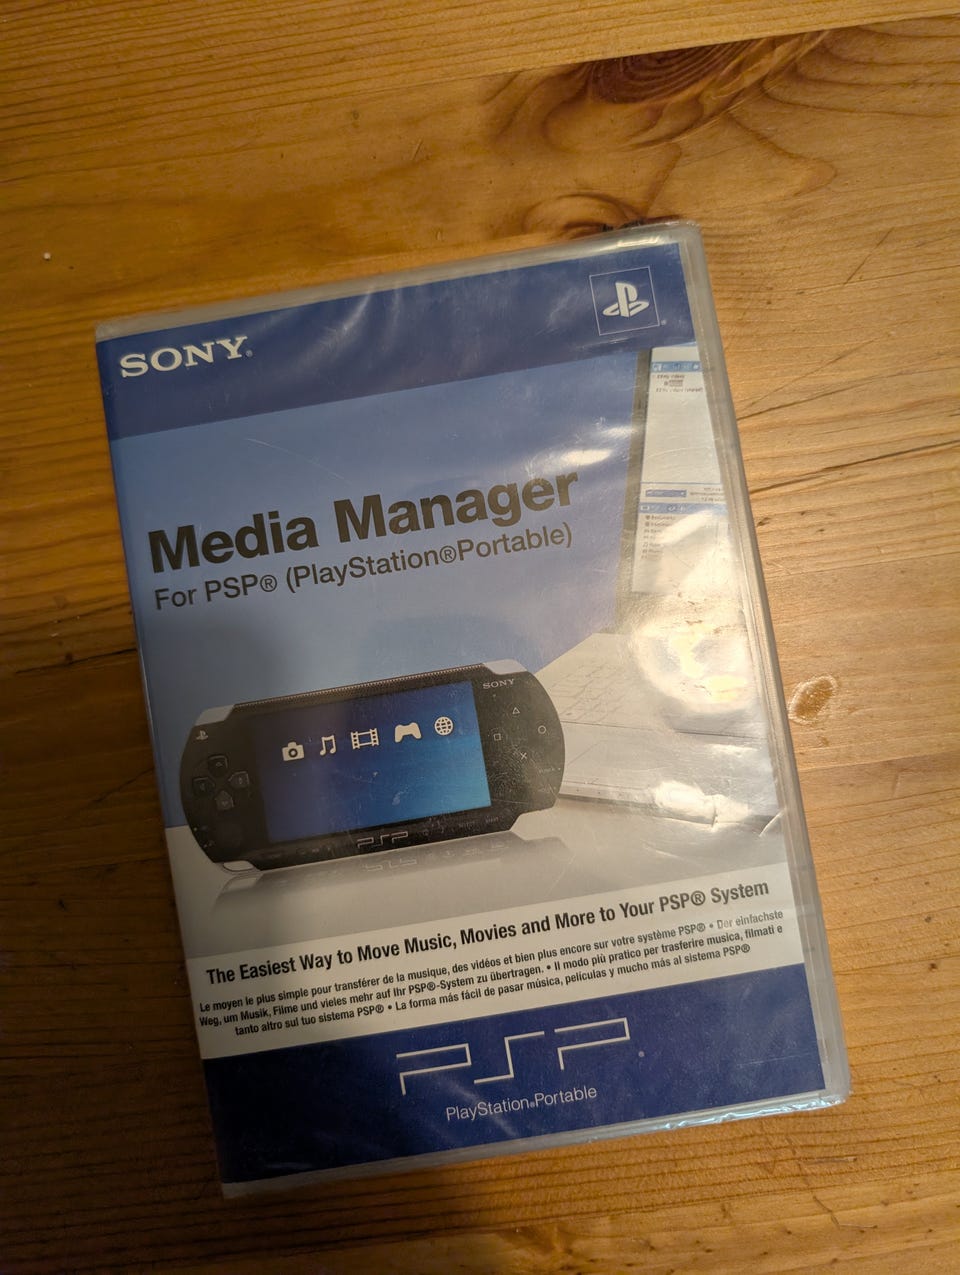 SONY®
Media Manager
For PSP® (PlayStation®Portable)
SONY
PSP
The Easiest Way to Move Music, Movies and More to Your PSP® System
Le moyen le plus simple pour transférer de la musique, des vidéos et bien plus encore sur votre système PSP® • Der einfachste
Weg, um Musik, Filme und vieles mehr auf Ihr PSP®-System zu übertragen. • Il modo più pratico per trasferire musica, filmati e
tanto altro sul tuo sistema PSP® • La forma más fácil de pasar música, películas y mucho más al sistema PSP®
PSP®
PlayStation®Portable